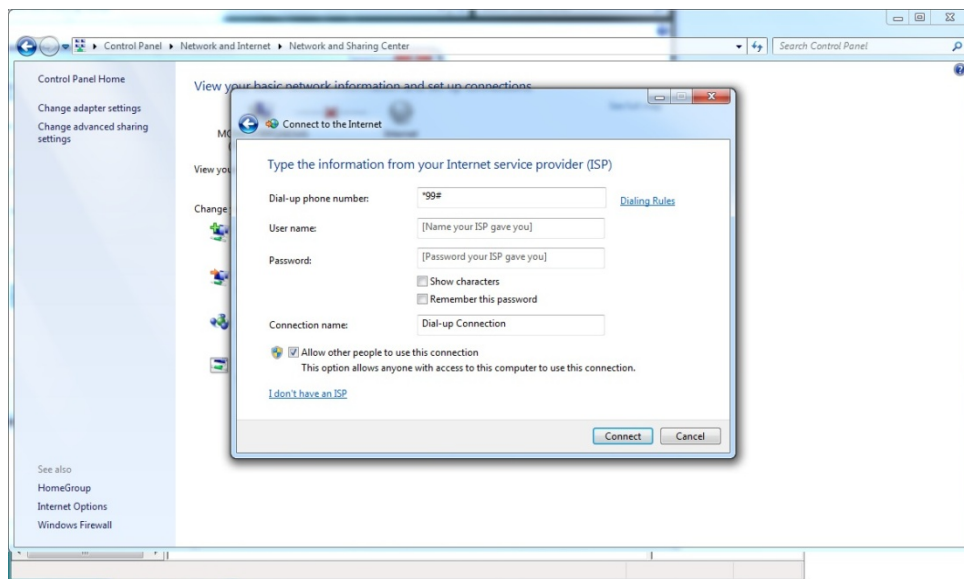 Control Panel ▸ Network and Internet ▸ Network and Sharing Center
Search Control Panel
Control Panel Home
Change adapter settings
Change advanced sharing
settings
See also
HomeGroup
Internet Options
Windows Firewall
View your basic network information and set up connections
View you
Change
Connect to the Internet
Type the information from your Internet service provider (ISP)
Dial-up phone number:
*99#
Dialing Rules
User name:
[Name your ISP gave you]
Password:
[Password your ISP gave you]
Show characters
Remember this password
Connection name:
Dial-up Connection
Allow other people to use this connection
This option allows anyone with access to this computer to use this connection.
I don't have an ISP
Connect
Cancel